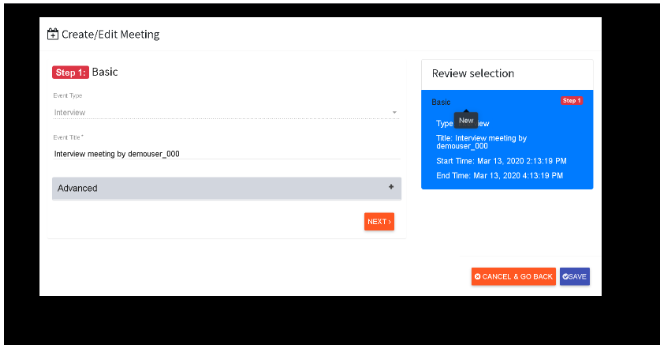 Create/Edit Meeting
Step 1: Basic
Event Type
Interview
Event Title *
Interview meeting by demouser_000
Advanced +
NEXT ›
Review selection
Basic Step 1
New
Type ew
Title: Interview meeting by
demouser_000
Start Time: Mar 13, 2020 2:13:19 PM
End Time: Mar 13, 2020 4:13:19 PM
CANCEL & GO BACK
SAVE